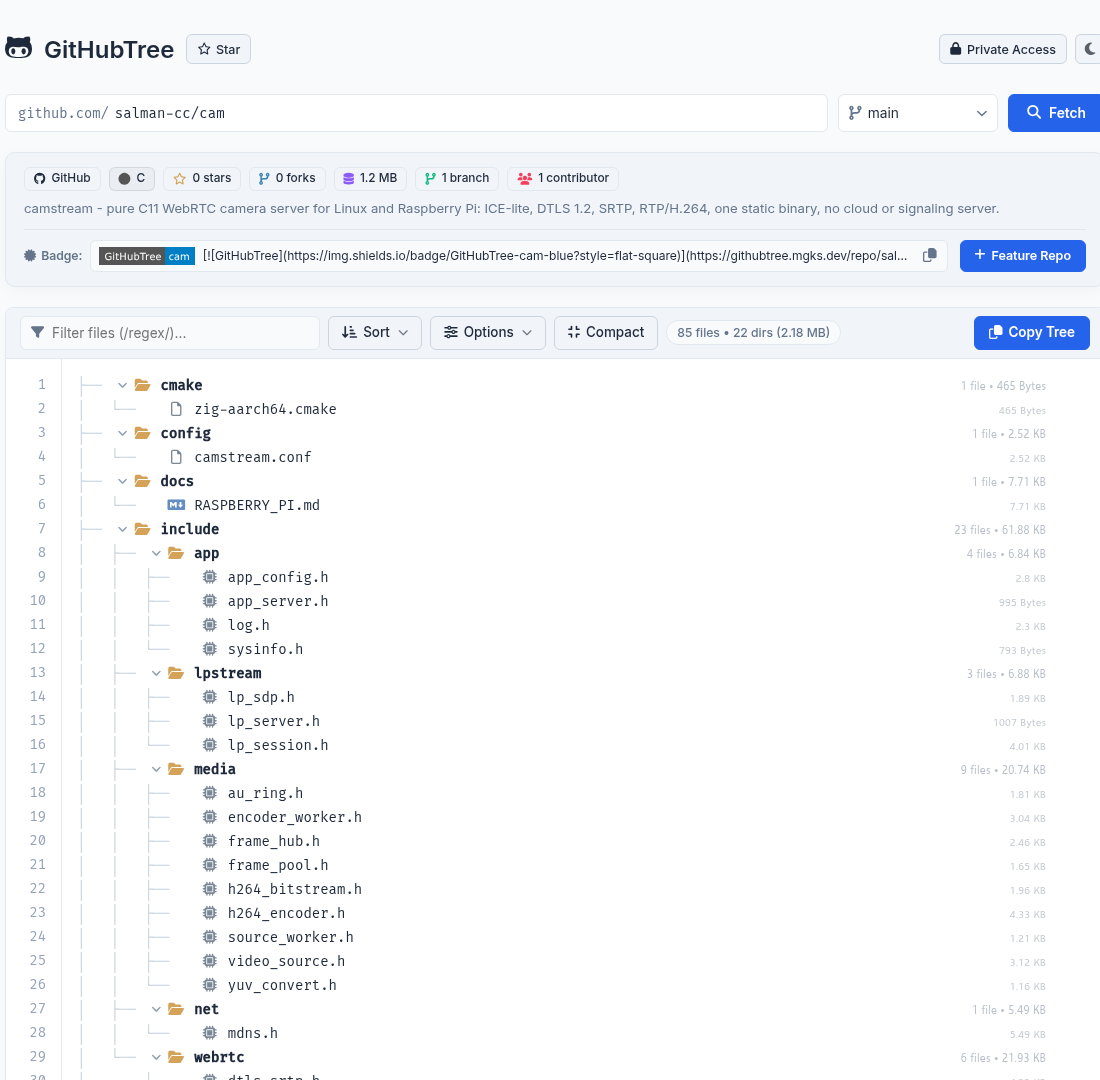 GitHubTree Star Private Access
github.com/ salman-cc/cam main Fetch
GitHub C 0 stars 0 forks 1.2 MB 1 branch 1 contributor
camstream - pure C11 WebRTC camera server for Linux and Raspberry Pi: ICE-lite, DTLS 1.2, SRTP, RTP/H.264, one static binary, no cloud or signaling server.
Badge: GitHubTree cam [![GitHubTree](https://img.shields.io/badge/GitHubTree-cam-blue?style=flat-square)](https://githubtree.mgks.dev/repo/sal... + Feature Repo
Filter files (/regex/)... Sort Options Compact 85 files • 22 dirs (2.18 MB) Copy Tree
1 cmake 1 file • 465 Bytes
2 zig-aarch64.cmake 465 Bytes
3 config 1 file • 2.52 KB
4 camstream.conf 2.52 KB
5 docs 1 file • 7.71 KB
6 RASPBERRY_PI.md 7.71 KB
7 include 23 files • 61.88 KB
8 app 4 files • 6.84 KB
9 app_config.h 2.8 KB
10 app_server.h 995 Bytes
11 log.h 2.3 KB
12 sysinfo.h 793 Bytes
13 lpstream 3 files • 6.88 KB
14 lp_sdp.h 1.89 KB
15 lp_server.h 1007 Bytes
16 lp_session.h 4.01 KB
17 media 9 files • 20.74 KB
18 au_ring.h 1.81 KB
19 encoder_worker.h 3.04 KB
20 frame_hub.h 2.46 KB
21 frame_pool.h 1.65 KB
22 h264_bitstream.h 1.96 KB
23 h264_encoder.h 4.33 KB
24 source_worker.h 1.21 KB
25 video_source.h 3.12 KB
26 yuv_convert.h 1.16 KB
27 net 1 file • 5.49 KB
28 mdns.h 5.49 KB
29 webrtc 6 files • 21.93 KB